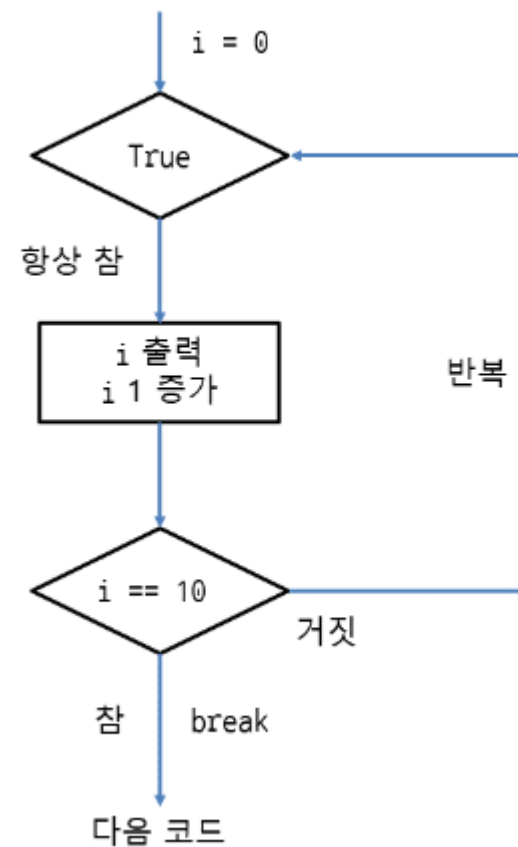 i = 0
True
항상 참
i 출력
i 1 증가
반복
i == 10
거짓
참
break
다음 코드